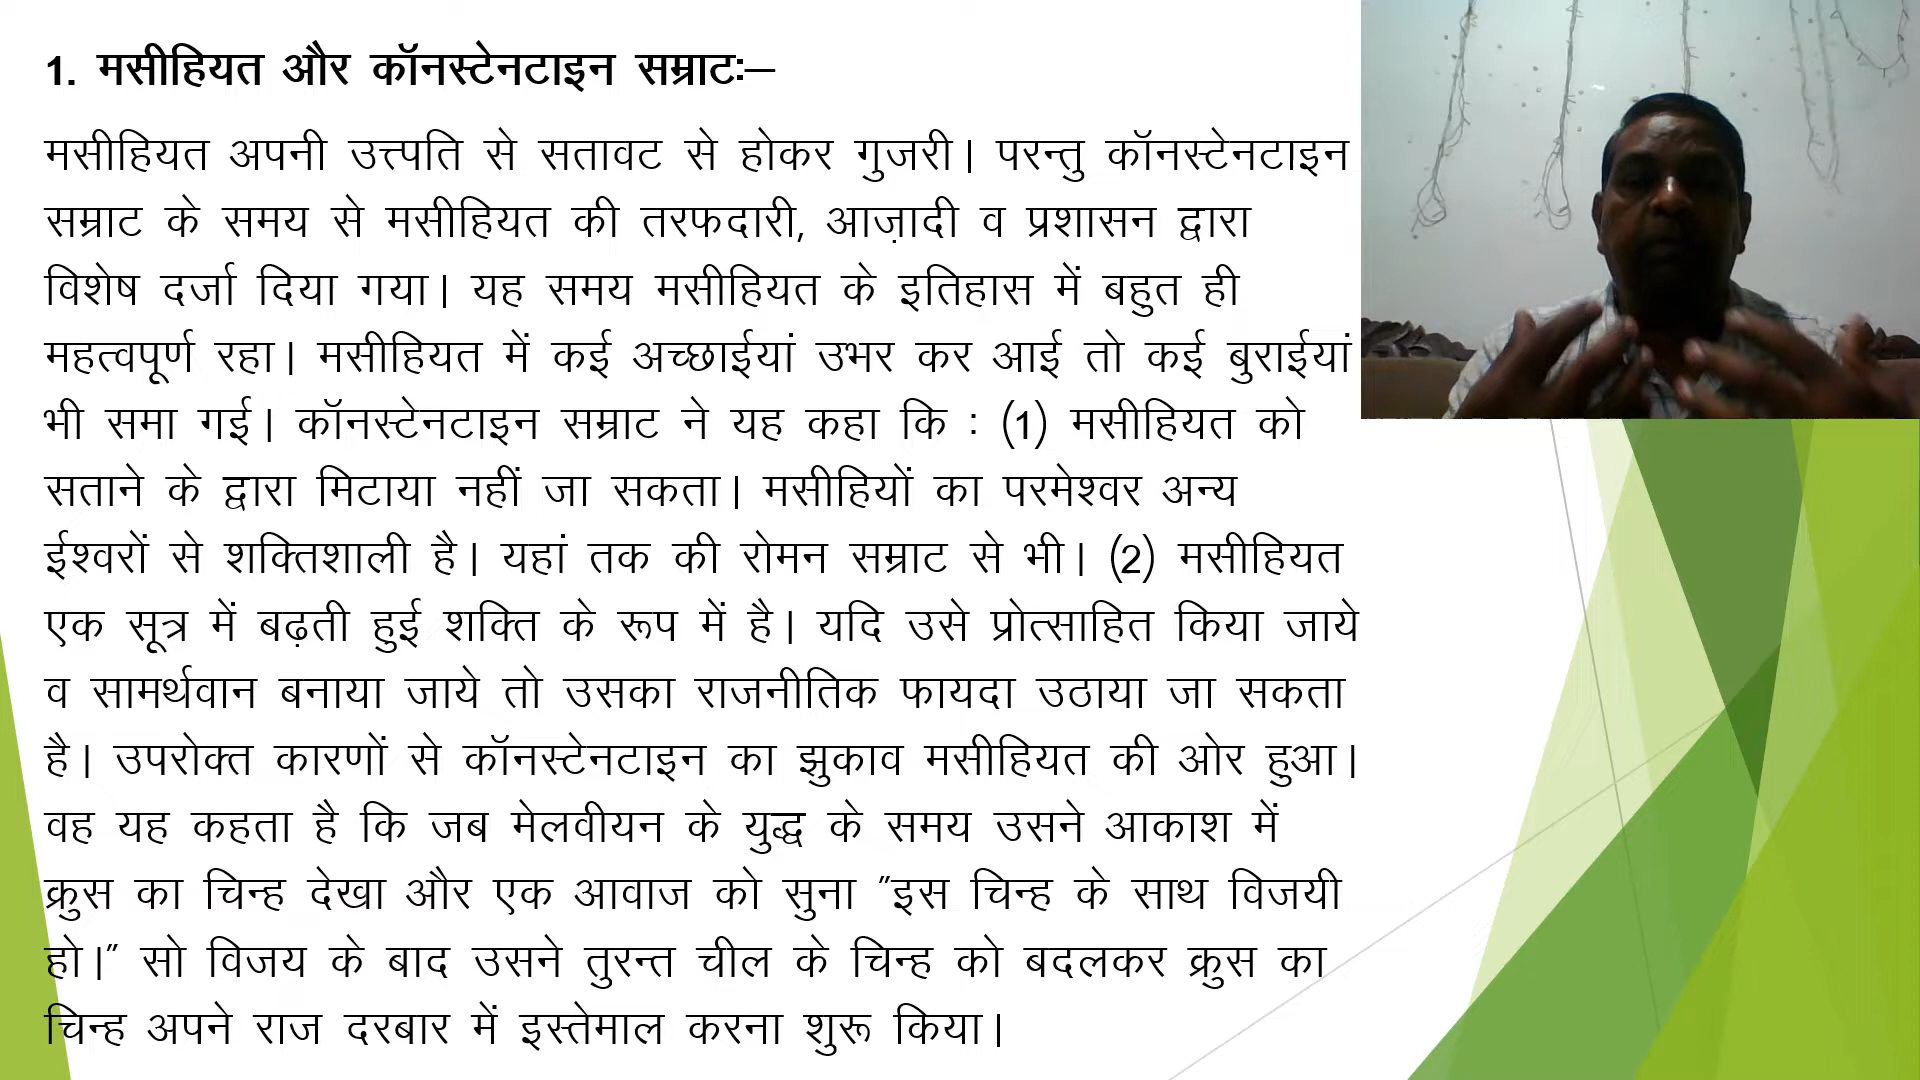 1. मसीहियत और कॉनस्टेनटाइन सम्राटः–
मसीहियत अपनी उत्त्पति से सतावट से होकर गुजरी। परन्तु कॉनस्टेनटाइन
सम्राट के समय से मसीहियत की तरफदारी, आज़ादी व प्रशासन द्वारा
विशेष दर्जा दिया गया। यह समय मसीहियत के इतिहास में बहुत ही
महत्वपूर्ण रहा। मसीहियत में कई अच्छाईयां उभर कर आई तो कई बुराईयां
भी समा गई। कॉनस्टेनटाइन सम्राट ने यह कहा कि : (1) मसीहियत को
सताने के द्वारा मिटाया नहीं जा सकता। मसीहियों का परमेश्वर अन्य
ईश्वरों से शक्तिशाली है। यहां तक की रोमन सम्राट से भी। (2) मसीहियत
एक सूत्र में बढ़ती हुई शक्ति के रूप में है। यदि उसे प्रोत्साहित किया जाये
व सामर्थवान बनाया जाये तो उसका राजनीतिक फायदा उठाया जा सकता
है। उपरोक्त कारणों से कॉनस्टेनटाइन का झुकाव मसीहियत की ओर हुआ।
वह यह कहता है कि जब मेलवीयन के युद्ध के समय उसने आकाश में
क्रुस का चिन्ह देखा और एक आवाज को सुना "इस चिन्ह के साथ विजयी
हो।" सो विजय के बाद उसने तुरन्त चील के चिन्ह को बदलकर क्रुस का
चिन्ह अपने राज दरबार में इस्तेमाल करना शुरू किया।